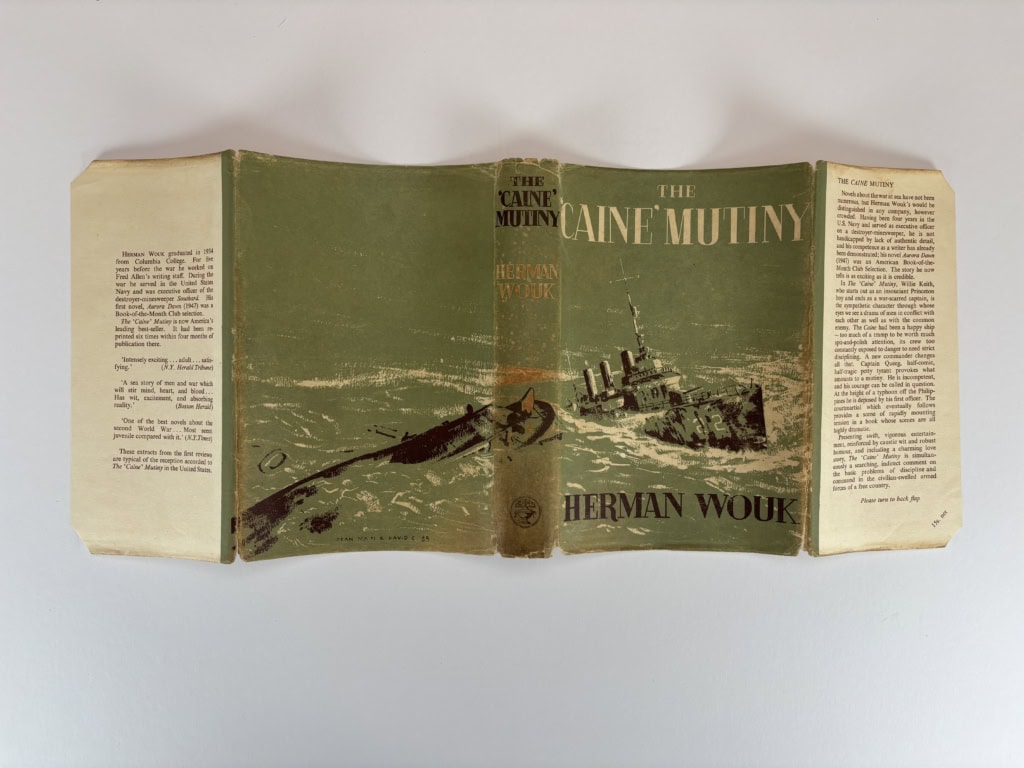 HERMAN WOUK graduated in 1934
from Columbia College. For five
years before the war he worked on
Fred Allen's writing staff. During the
war he served in the United States
Navy and was executive officer of the
destroyer-minesweeper Southard. His
first novel, Aurora Dawn (1947) was a
Book-of-the-Month Club selection.
The 'Caine' Mutiny is now America's
leading best-seller. It had been re-
printed six times within four months of
publication there.
'Intensely exciting . . . adult . . . satis-
fying.' (N.Y. Herald Tribune)
'A sea story of men and war which
will stir mind, heart, and blood . . .
Has wit, excitement, and absorbing
reality.' (Boston Herald)
'One of the best novels about the
second World War . . . Most seem
juvenile compared with it.' (N.Y. Times)
These extracts from the first reviews
are typical of the reception accorded to
The 'Caine' Mutiny in the United States.
THE
'CAINE'
MUTINY
HERMAN
WOUK
THE
'CAINE' MUTINY
HERMAN WOUK
THE CAINE MUTINY
Novels about the war at sea have not been
numerous, but Herman Wouk's would be
distinguished in any company, however
crowded. Having been four years in the
U.S. Navy and served as executive officer
on a destroyer-minesweeper, he is not
handicapped by lack of authentic detail,
and his competence as a writer has already
been demonstrated; his novel Aurora Dawn
(1947) was an American Book-of-the-
Month Club Selection. The story he now
tells is as exciting as it is credible.
In The 'Caine' Mutiny, Willie Keith,
who starts out as an insouciant Princeton
boy and ends as a war-scarred captain, is
the sympathetic character through whose
eyes we see a drama of men in conflict with
each other as well as with the common
enemy. The Caine had been a happy ship
— too much of a tramp to be worth much
spit-and-polish attention, its crew too
constantly exposed to danger to need strict
disciplining. A new commander changes
all that. Captain Queeg, half-comic,
half-tragic petty tyrant provokes what
amounts to a mutiny. He is incompetent,
and his courage can be called in question.
At the height of a typhoon off the Philip-
pines he is deposed by his first officer. The
courtmartial which eventually follows
provides a some of rapidly mounting
tension in a book whose scenes are all
highly dramatic.
Presenting swift, vigorous entertain-
ment, reinforced by caustic wit and robust
humour, and including a charming love
story, The 'Caine' Mutiny is simultan-
eously a searching, indirect comment on
the basic problems of discipline and
command in the civilian-swelled armed
forces of a free country.
Please turn to back flap
15s. net